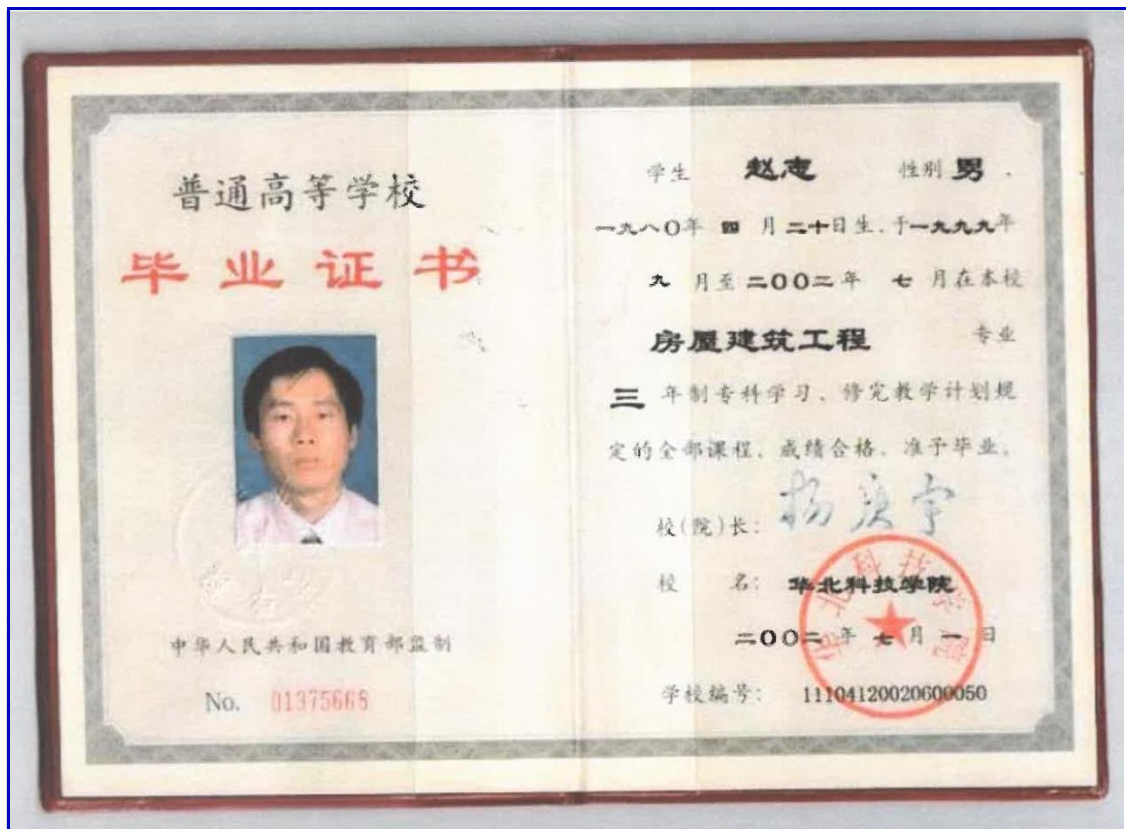 普通高等学校
毕业证书
中华人民共和国教育部监制
No. 01375668
学生 赵志 性别 男 .
一九八〇年 四 月 二十日生,于一九九九年
九 月至 二〇〇二年 七 月在本校
房屋建筑工程 专业
三 年制专科学习、修完教学计划规
定的全部课程、成绩合格、准予毕业。
校(院)长:
校 名: 华北科技学院
华北科技学院
二〇〇二 年 七 月 一 日
学校编号: 11104120020600050